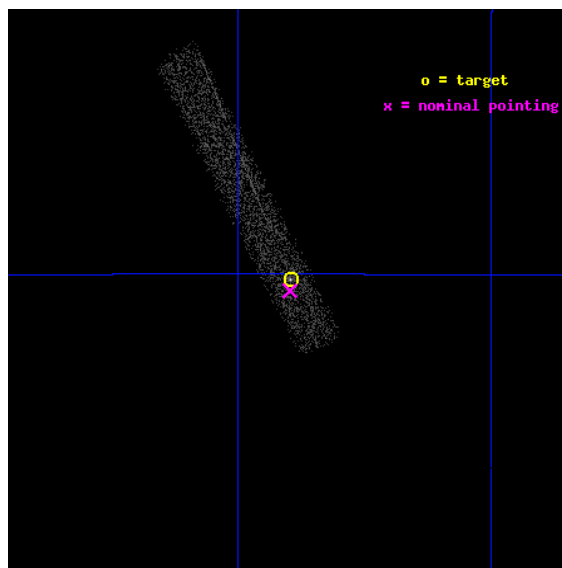 o = target
x = nominal pointing